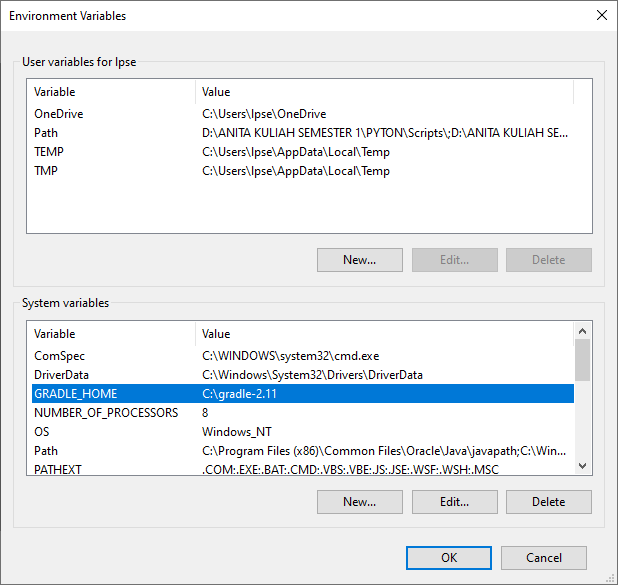 Environment Variables
User variables for Ipse
Variable Value
OneDrive C:\Users\Ipse\OneDrive
Path D:\ANITA KULIAH SEMESTER 1\PYTON\Scripts\;D:\ANITA KULIAH SE...
TEMP C:\Users\Ipse\AppData\Local\Temp
TMP C:\Users\Ipse\AppData\Local\Temp
New... Edit... Delete
System variables
Variable Value
ComSpec C:\WINDOWS\system32\cmd.exe
DriverData C:\Windows\System32\Drivers\DriverData
GRADLE_HOME C:\gradle-2.11
NUMBER_OF_PROCESSORS 8
OS Windows_NT
Path C:\Program Files (x86)\Common Files\Oracle\Java\javapath;C:\Win...
PATHEXT .COM;.EXE;.BAT;.CMD;.VBS;.VBE;.JS;.JSE;.WSF;.WSH;.MSC
New... Edit... Delete
OK Cancel